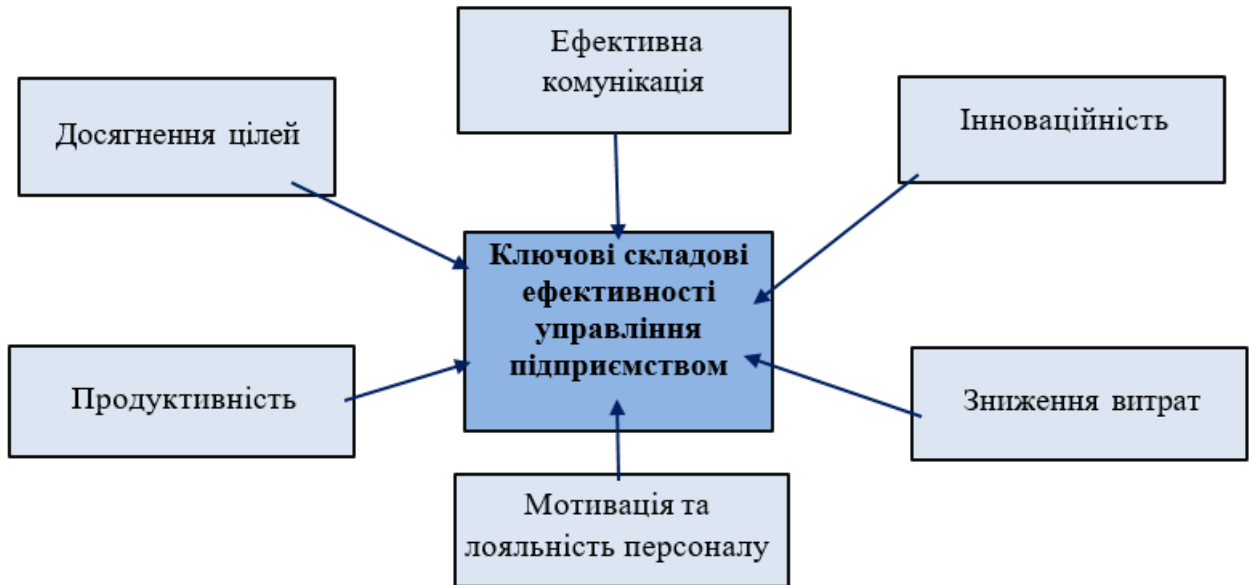 Ефективна
комунікація
Досягнення цілей
Інноваційність
Ключові складові
ефективності
управління
підприємством
Продуктивність
Зниження витрат
Мотивація та
лояльність персоналу